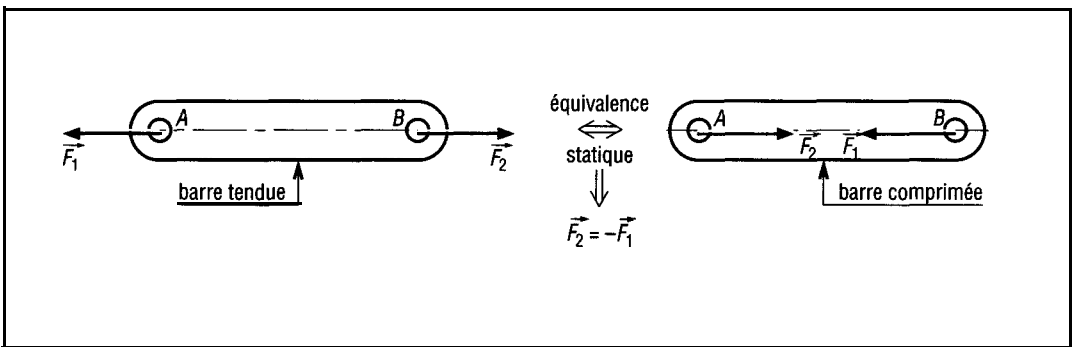 A
B
F₁
F₂
barre tendue
équivalence
⇔
statique
⇓
F₂ = –F₁
A
B
F₂
F₁
barre comprimée